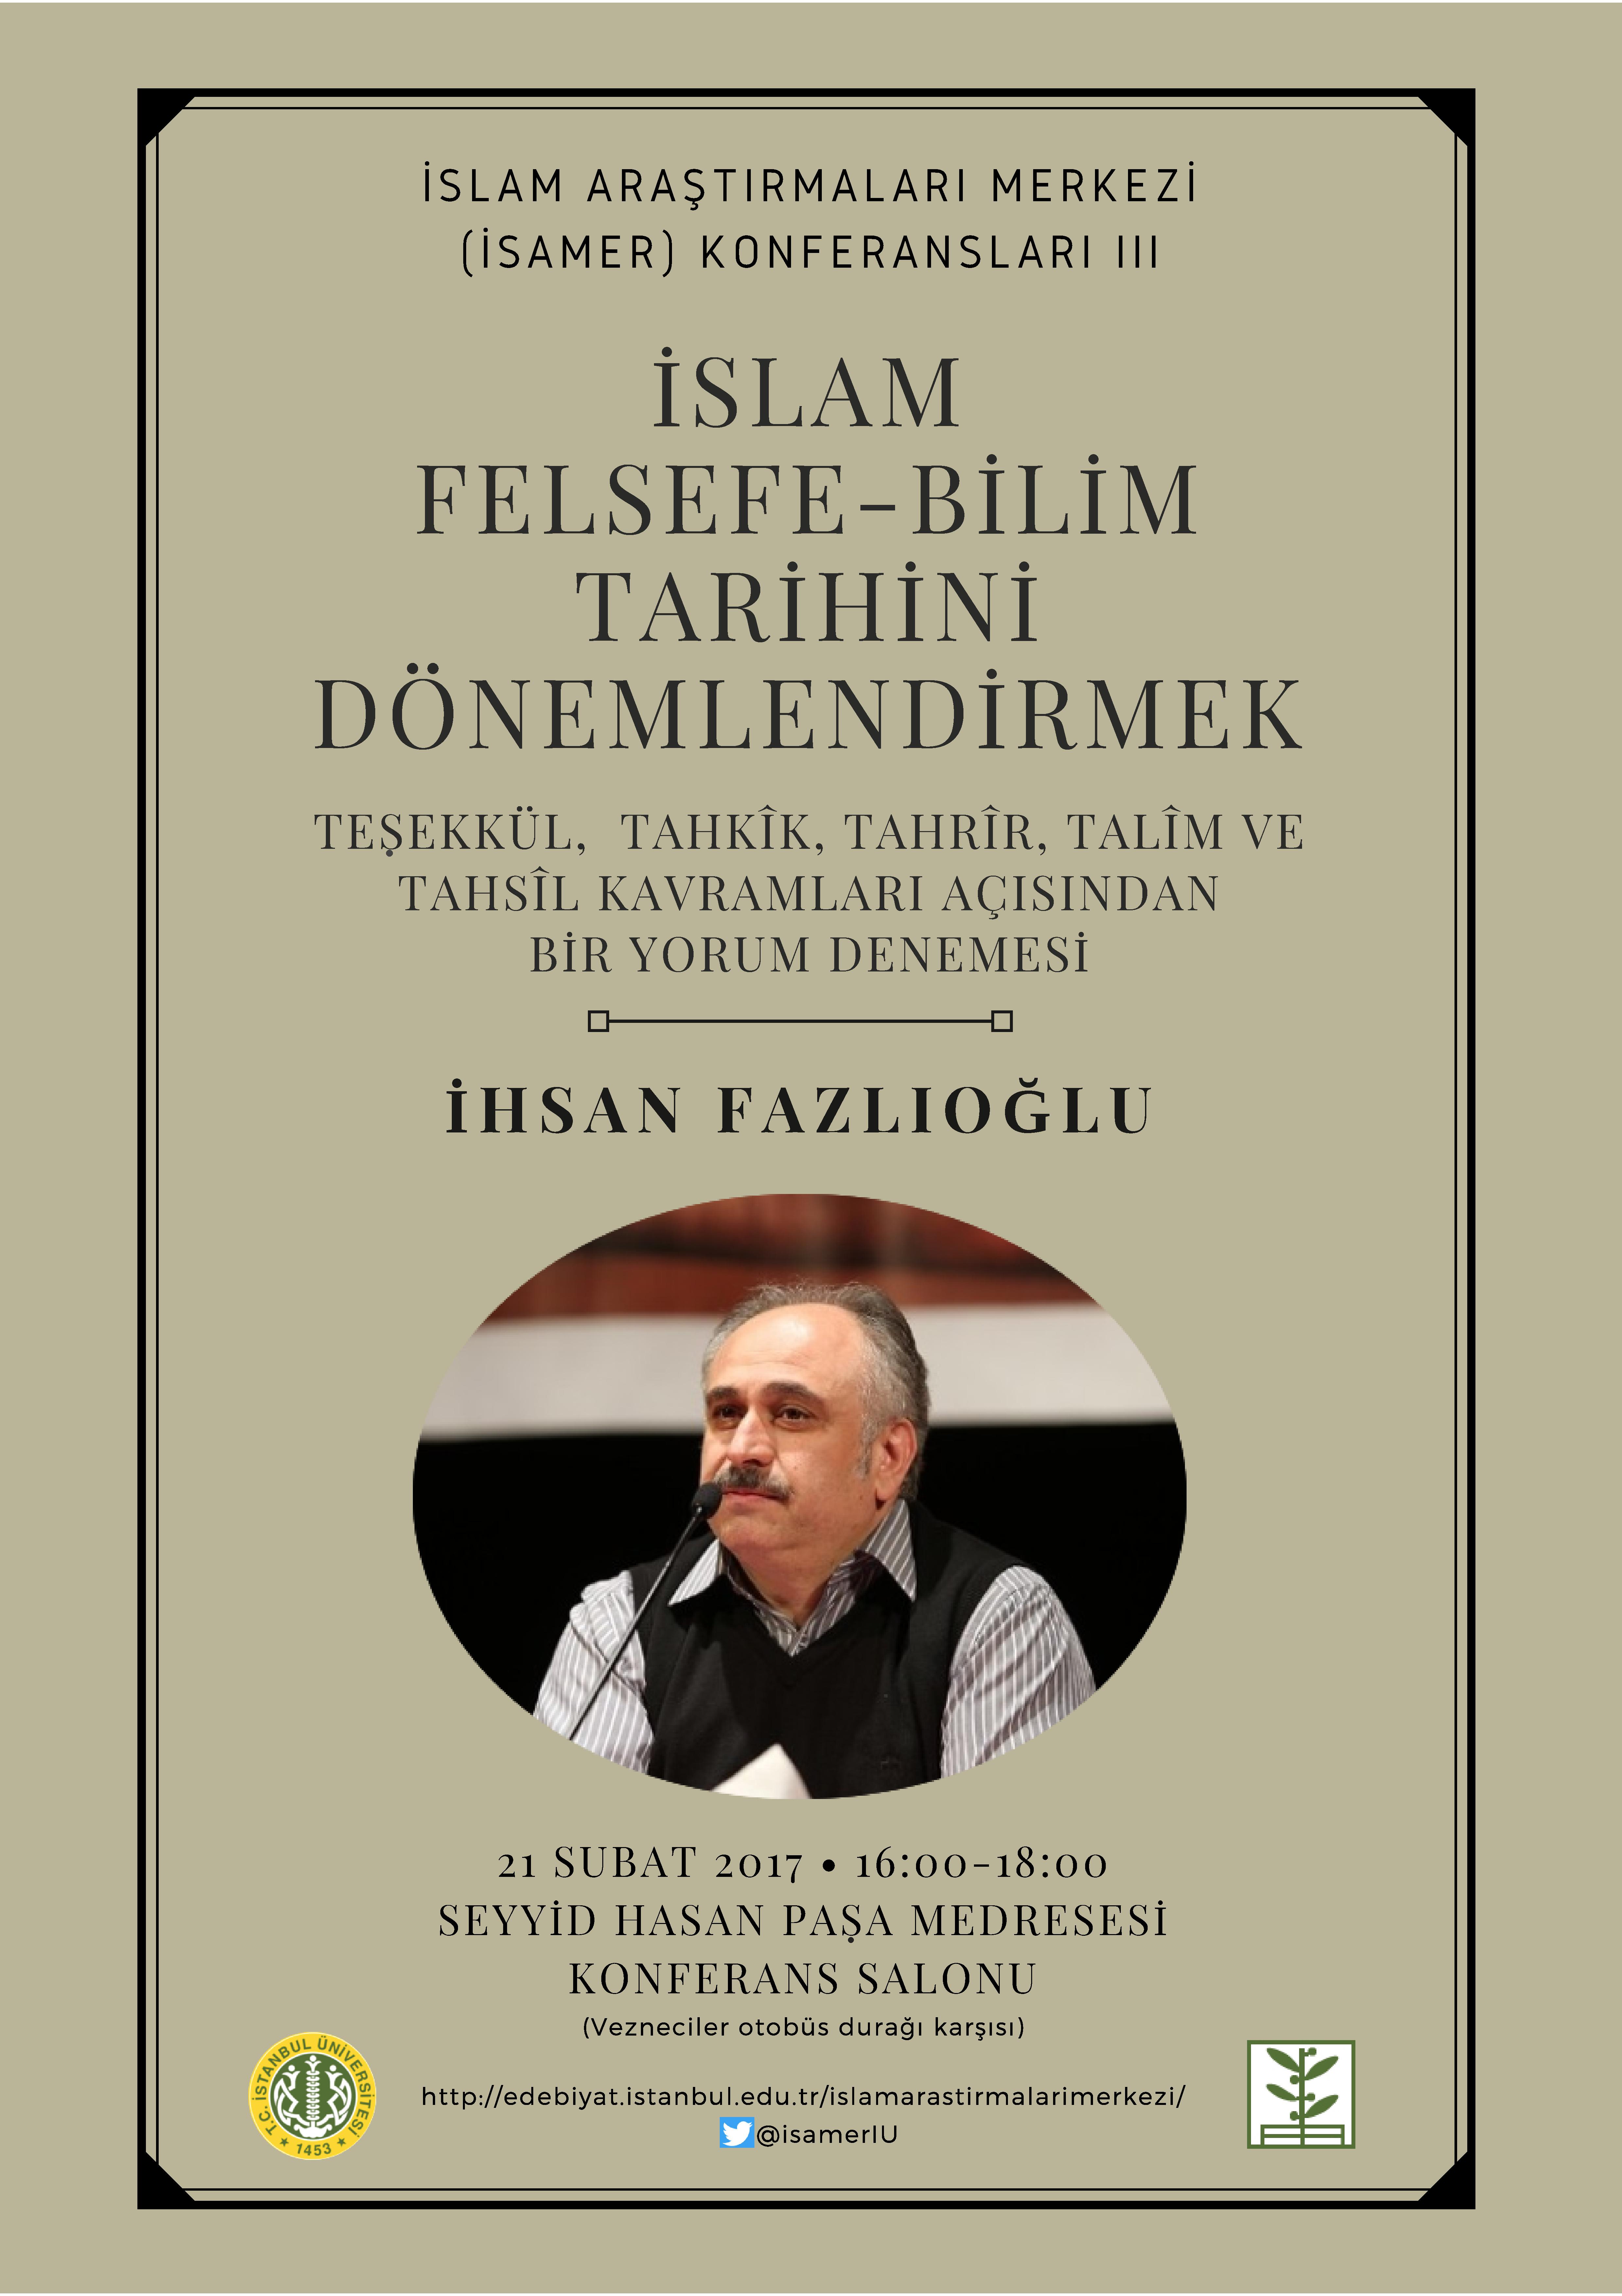 İSLAM ARAŞTIRMALARI MERKEZİ
(İSAMER) KONFERANSLARI III
İSLAM
FELSEFE-BİLİM
TARİHİNİ
DÖNEMLENDİRMEK
TEŞEKKÜL, TAHKÎK, TAHRÎR, TALÎM VE
TAHSÎL KAVRAMLARI AÇISINDAN
BİR YORUM DENEMESİ
İHSAN FAZLIOĞLU
21 SUBAT 2017 • 16:00-18:00
SEYYİD HASAN PAŞA MEDRESESİ
KONFERANS SALONU
(Vezneciler otobüs durağı karşısı)
T.C. İSTANBUL ÜNİVERSİTESİ
★ 1453 ★
http://edebiyat.istanbul.edu.tr/islamarastirmalarimerkezi/
@isamerIU